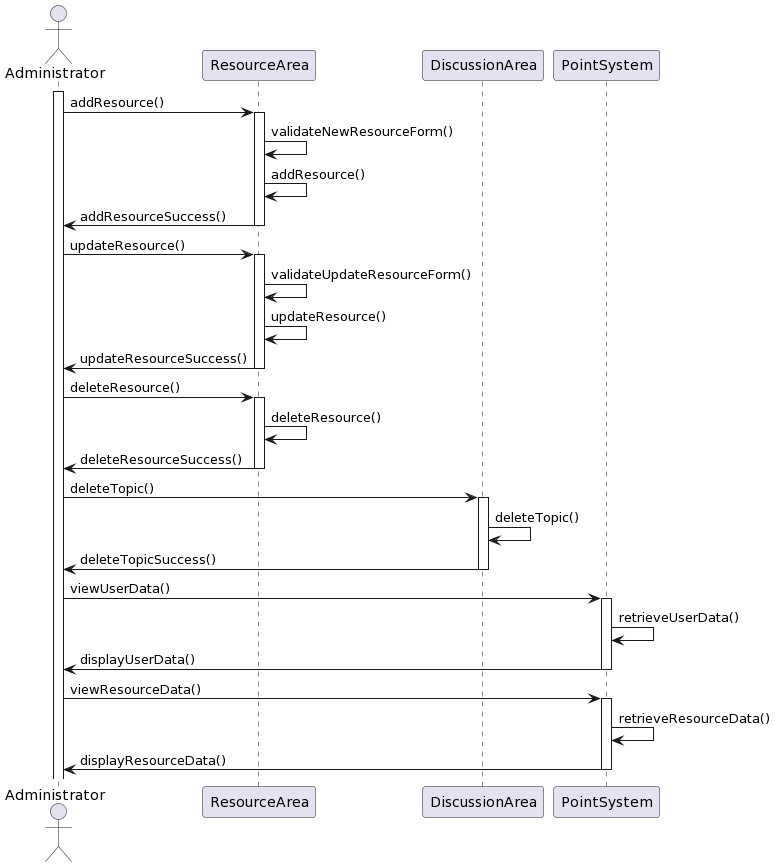 Administrator
ResourceArea
DiscussionArea
PointSystem
addResource()
validateNewResourceForm()
addResource()
addResourceSuccess()
updateResource()
validateUpdateResourceForm()
updateResource()
updateResourceSuccess()
deleteResource()
deleteResource()
deleteResourceSuccess()
deleteTopic()
deleteTopic()
deleteTopicSuccess()
viewUserData()
retrieveUserData()
displayUserData()
viewResourceData()
retrieveResourceData()
displayResourceData()
Administrator
ResourceArea
DiscussionArea
PointSystem